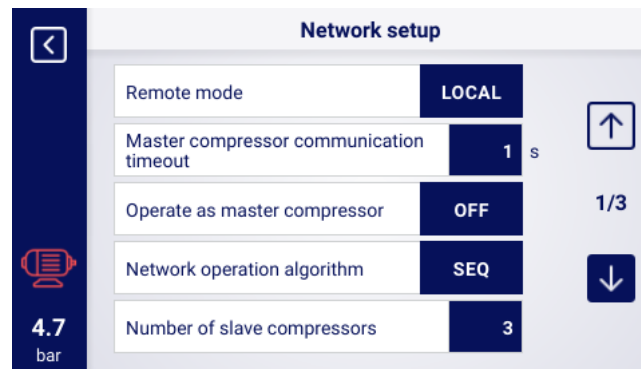 Network setup
Remote mode
LOCAL
Master compressor communication
timeout
1
s
Operate as master compressor
OFF
Network operation algorithm
SEQ
Number of slave compressors
3
1/3
4.7
bar